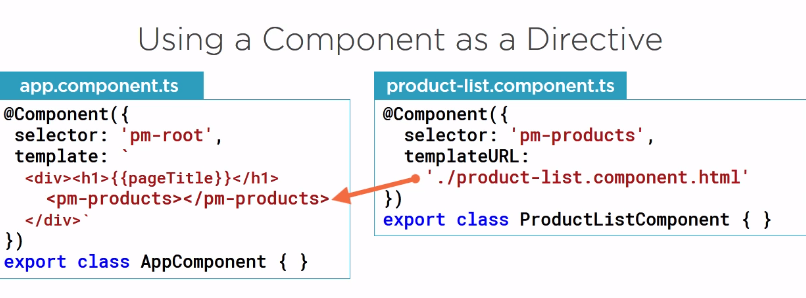 Using a Component as a Directive
app.component.ts
@Component({
selector: 'pm-root',
template: `
<div><h1>{{pageTitle}}</h1>
<pm-products></pm-products>
</div>`
})
export class AppComponent { }
product-list.component.ts
@Component({
selector: 'pm-products',
templateURL:
'./product-list.component.html'
})
export class ProductListComponent { }